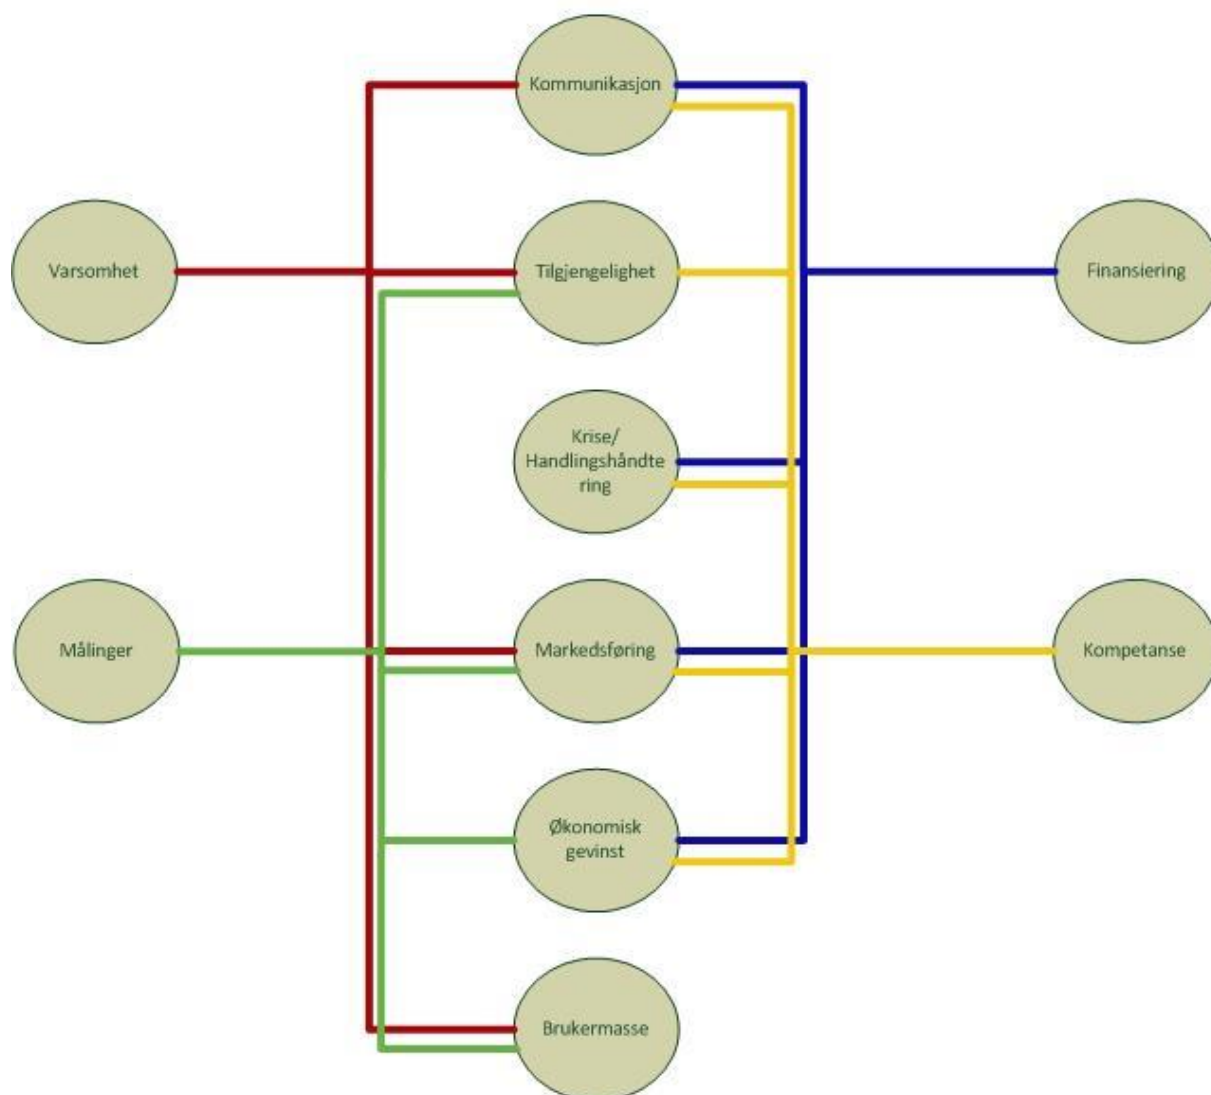 Kommunikasjon
Varsomhet
Tilgjengelighet
Finansiering
Krise/
Handlingshåndte
ring
Målinger
Markedsføring
Kompetanse
Økonomisk
gevinst
Brukermasse